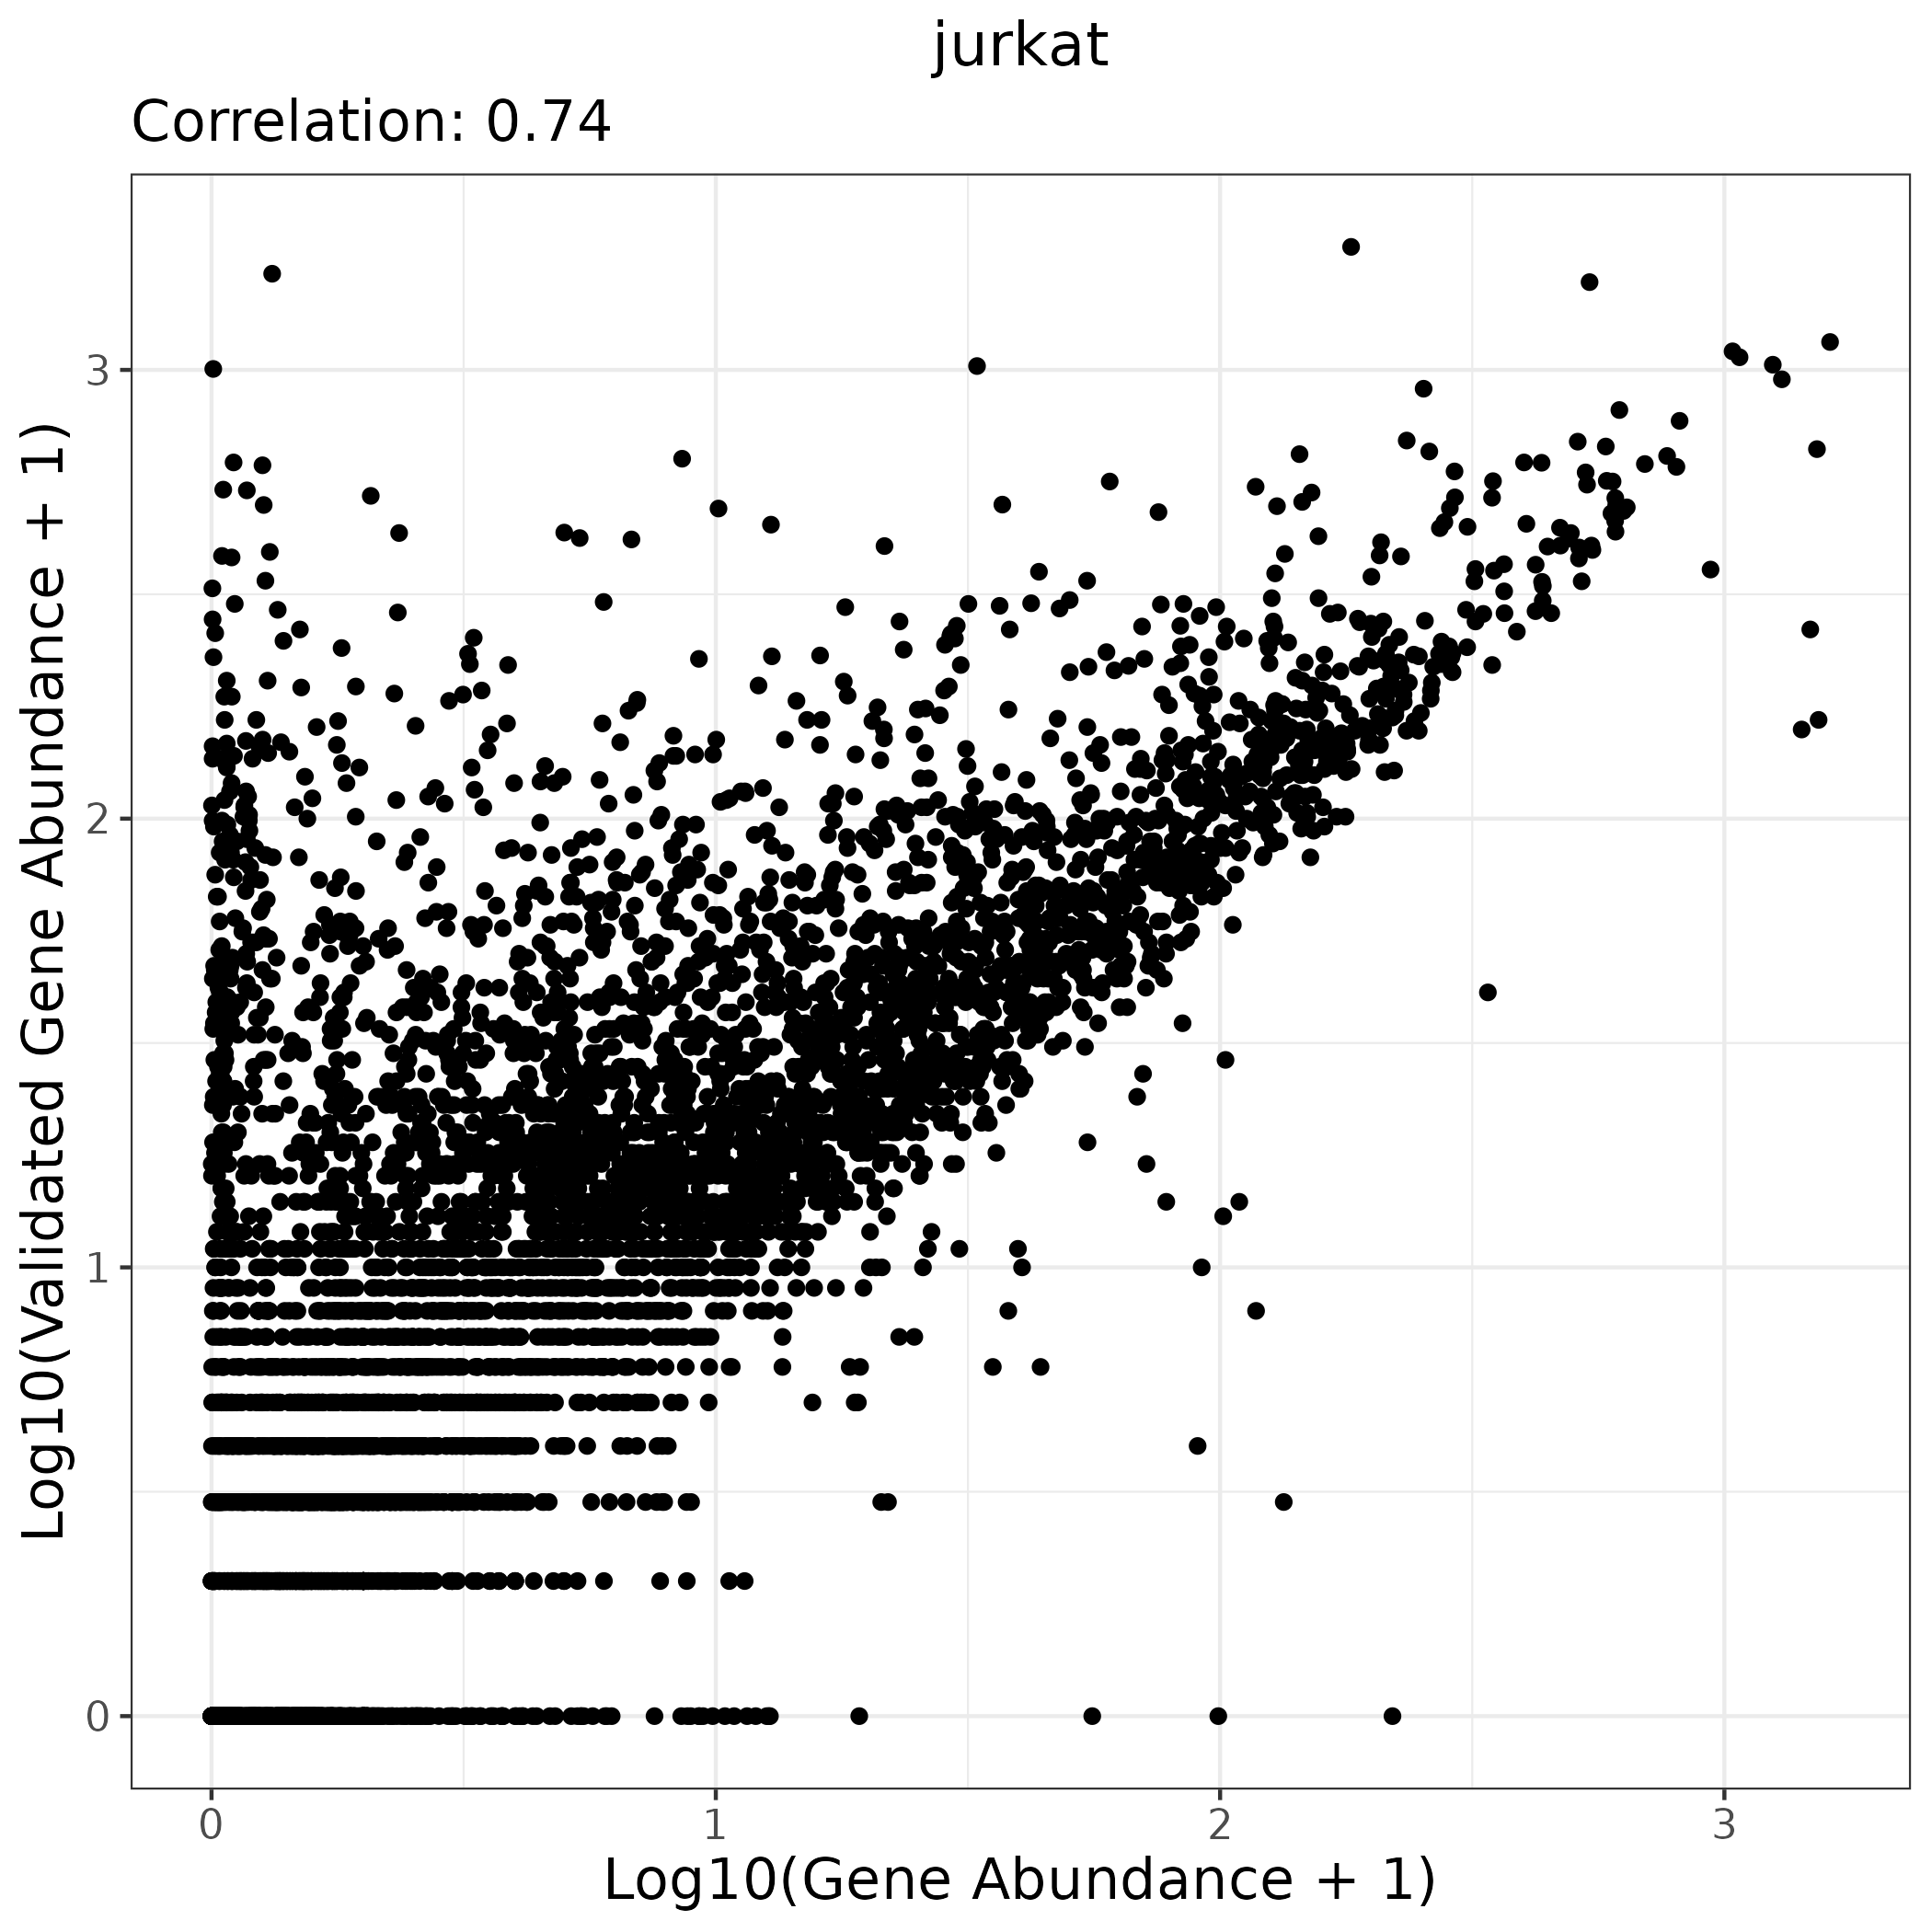 jurkat
Correlation: 0.74
Log10(Validated Gene Abundance + 1)
3
2
1
0
0 1 2 3
Log10(Gene Abundance + 1)